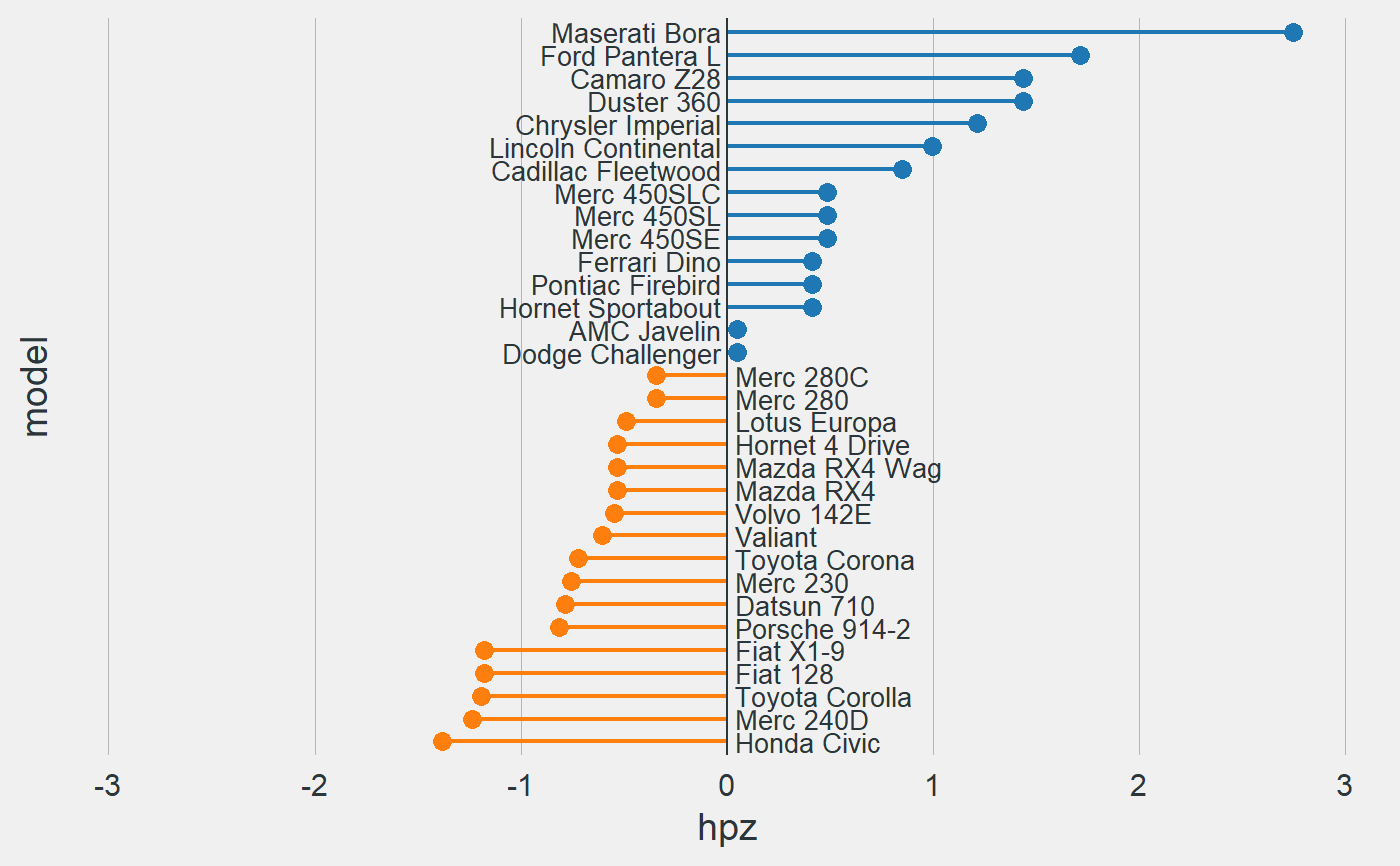 Maserati Bora
Ford Pantera L
Camaro Z28
Duster 360
Chrysler Imperial
Lincoln Continental
Cadillac Fleetwood
Merc 450SLC
Merc 450SL
Merc 450SE
Ferrari Dino
Pontiac Firebird
Hornet Sportabout
AMC Javelin
Dodge Challenger
Merc 280C
Merc 280
Lotus Europa
Hornet 4 Drive
Mazda RX4 Wag
Mazda RX4
Volvo 142E
Valiant
Toyota Corona
Merc 230
Datsun 710
Porsche 914-2
Fiat X1-9
Fiat 128
Toyota Corolla
Merc 240D
Honda Civic
model
-3 -2 -1 0 1 2 3
hpz